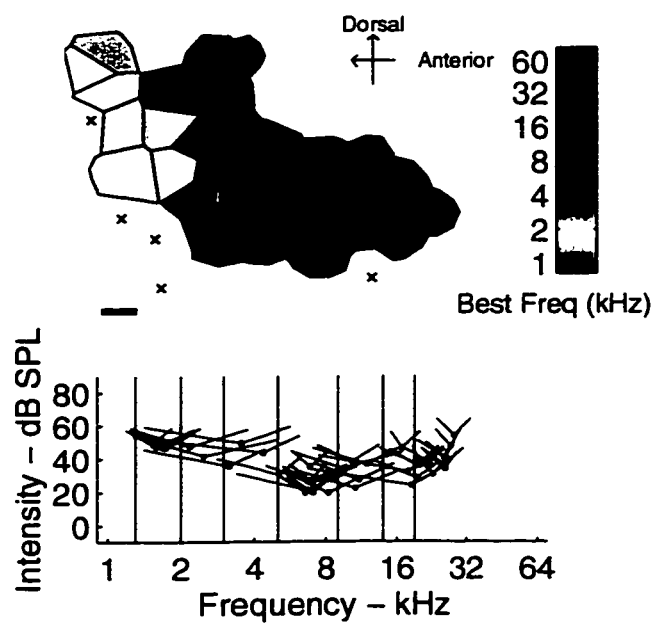 Dorsal
Anterior
60
32
16
8
4
2
1
Best Freq (kHz)
Intensity – dB SPL
80
60
40
20
0
1 2 4 8 16 32 64
Frequency – kHz